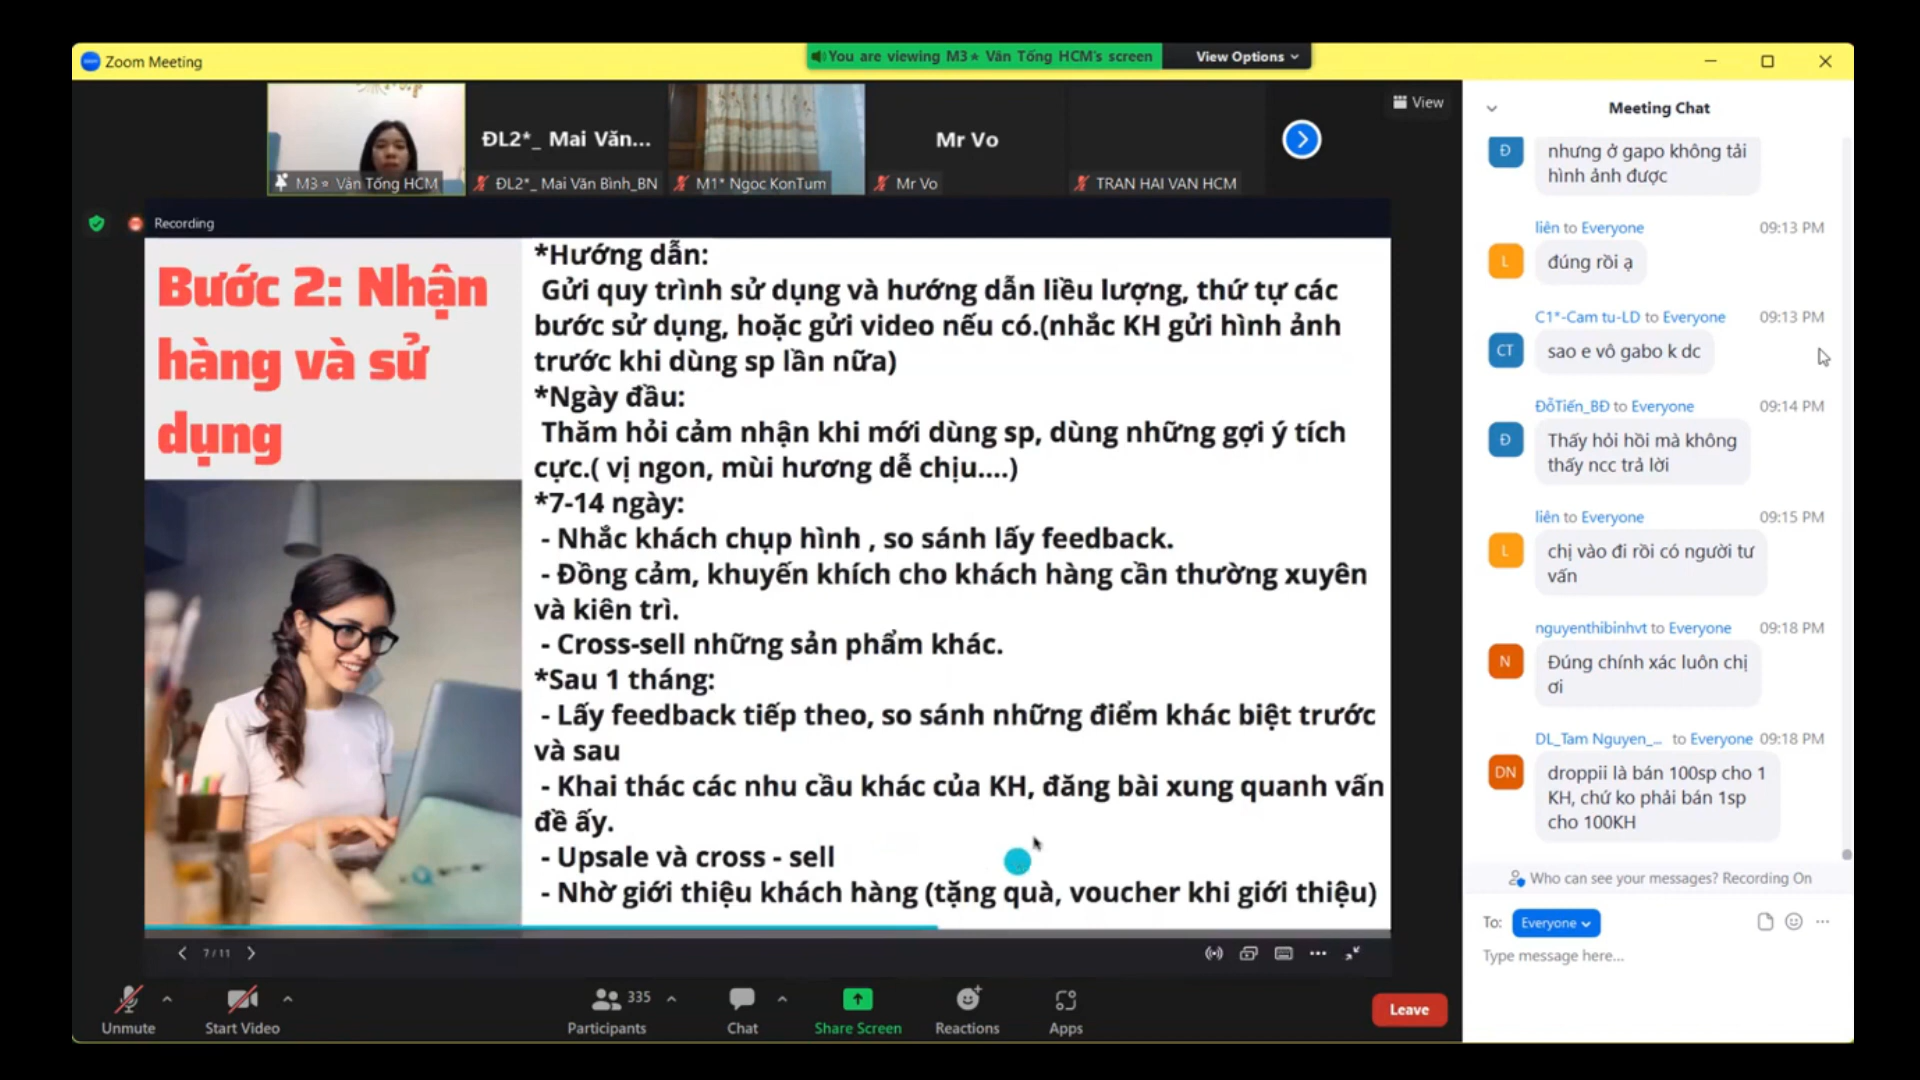 Zoom Meeting
You are viewing M3⭑ Vân Tống HCM's screen
View Options
View
M3⭑ Vân Tống HCM
ĐL2*_ Mai Văn...
ĐL2*_ Mai Văn Bình_BN
M1* Ngoc KonTum
Mr Vo
Mr Vo
TRAN HAI VAN HCM
Recording
Bước 2: Nhận
hàng và sử
dụng
*Hướng dẫn:
Gửi quy trình sử dụng và hướng dẫn liều lượng, thứ tự các
bước sử dụng, hoặc gửi video nếu có.(nhắc KH gửi hình ảnh
trước khi dùng sp lần nữa)
*Ngày đầu:
Thăm hỏi cảm nhận khi mới dùng sp, dùng những gợi ý tích
cực.( vị ngon, mùi hương dễ chịu....)
*7-14 ngày:
- Nhắc khách chụp hình , so sánh lấy feedback.
- Đồng cảm, khuyến khích cho khách hàng cần thường xuyên
và kiên trì.
- Cross-sell những sản phẩm khác.
*Sau 1 tháng:
- Lấy feedback tiếp theo, so sánh những điểm khác biệt trước
và sau
- Khai thác các nhu cầu khác của KH, đăng bài xung quanh vấn
đề ấy.
- Upsale và cross - sell
- Nhờ giới thiệu khách hàng (tặng quà, voucher khi giới thiệu)
7 / 11
Unmute
Start Video
335
Participants
Chat
Share Screen
Reactions
Apps
Leave
Meeting Chat
Đ
nhưng ở gapo không tải
hình ảnh được
liên to Everyone 09:13 PM
L
đúng rồi ạ
C1*-Cam tu-LD to Everyone 09:13 PM
CT
sao e vô gabo k dc
ĐỗTiến_BĐ to Everyone 09:14 PM
Đ
Thấy hỏi hồi mà không
thấy ncc trả lời
liên to Everyone 09:15 PM
L
chị vào đi rồi có người tư
vấn
nguyenthibinhvt to Everyone 09:18 PM
N
Đúng chính xác luôn chị
ơi
DL_Tam Nguyen_... to Everyone 09:18 PM
DN
droppii là bán 100sp cho 1
KH, chứ ko phải bán 1sp
cho 100KH
Who can see your messages? Recording On
To: Everyone
Type message here...